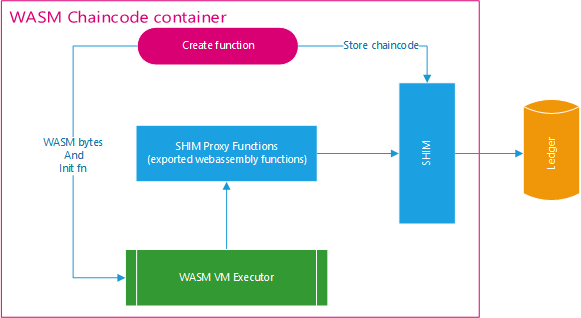 WASM Chaincode container
Create function
Store chaincode
WASM bytes
And
Init fn
SHIM Proxy Functions
(exported webassembly functions)
SHIM
Ledger
WASM VM Executor